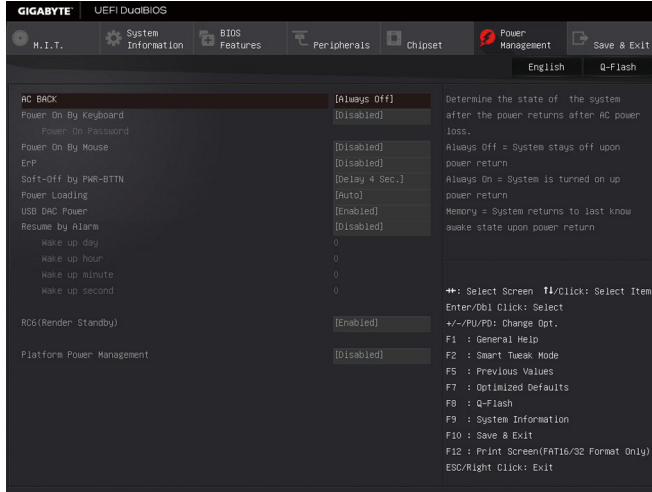 GIGABYTE™ UEFI DualBIOS
M.I.T. System Information BIOS Features Peripherals Chipset Power Management Save & Exit
English Q-Flash
AC BACK [Always Off]
Power On By Keyboard [Disabled]
Power On Password
Power On By Mouse [Disabled]
ErP [Disabled]
Soft-Off by PWR-BTTN [Delay 4 Sec.]
Power Loading [Auto]
USB DAC Power [Enabled]
Resume by Alarm [Disabled]
Wake up day 0
Wake up hour 0
Wake up minute 0
Wake up second 0
RC6(Render Standby) [Enabled]
Platform Power Management [Disabled]
Determine the state of the system
after the power returns after AC power
loss.
Always Off = System stays off upon
power return
Always On = System is turned on up
power return
Memory = System returns to last know
awake state upon power return
→←: Select Screen ↑↓/Click: Select Item
Enter/Dbl Click: Select
+/-/PU/PD: Change Opt.
F1 : General Help
F2 : Smart Tweak Mode
F5 : Previous Values
F7 : Optimized Defaults
F8 : Q-Flash
F9 : System Information
F10 : Save & Exit
F12 : Print Screen(FAT16/32 Format Only)
ESC/Right Click: Exit